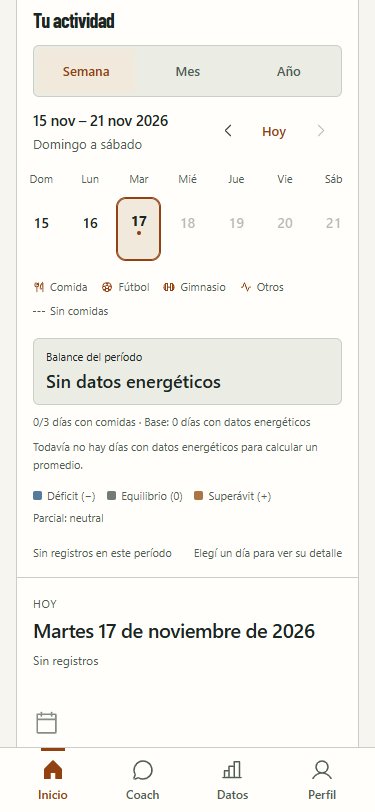 Tu actividad
Semana Mes Año
15 nov – 21 nov 2026
Domingo a sábado
Hoy
Dom Lun Mar Mié Jue Vie Sáb
15 16 17 18 19 20 21
Comida Fútbol Gimnasio Otros
--- Sin comidas
Balance del período
Sin datos energéticos
0/3 días con comidas · Base: 0 días con datos energéticos
Todavía no hay días con datos energéticos para calcular un
promedio.
Déficit (−) Equilibrio (0) Superávit (+)
Parcial: neutral
Sin registros en este período Elegí un día para ver su detalle
HOY
Martes 17 de noviembre de 2026
Sin registros
Inicio Coach Datos Perfil